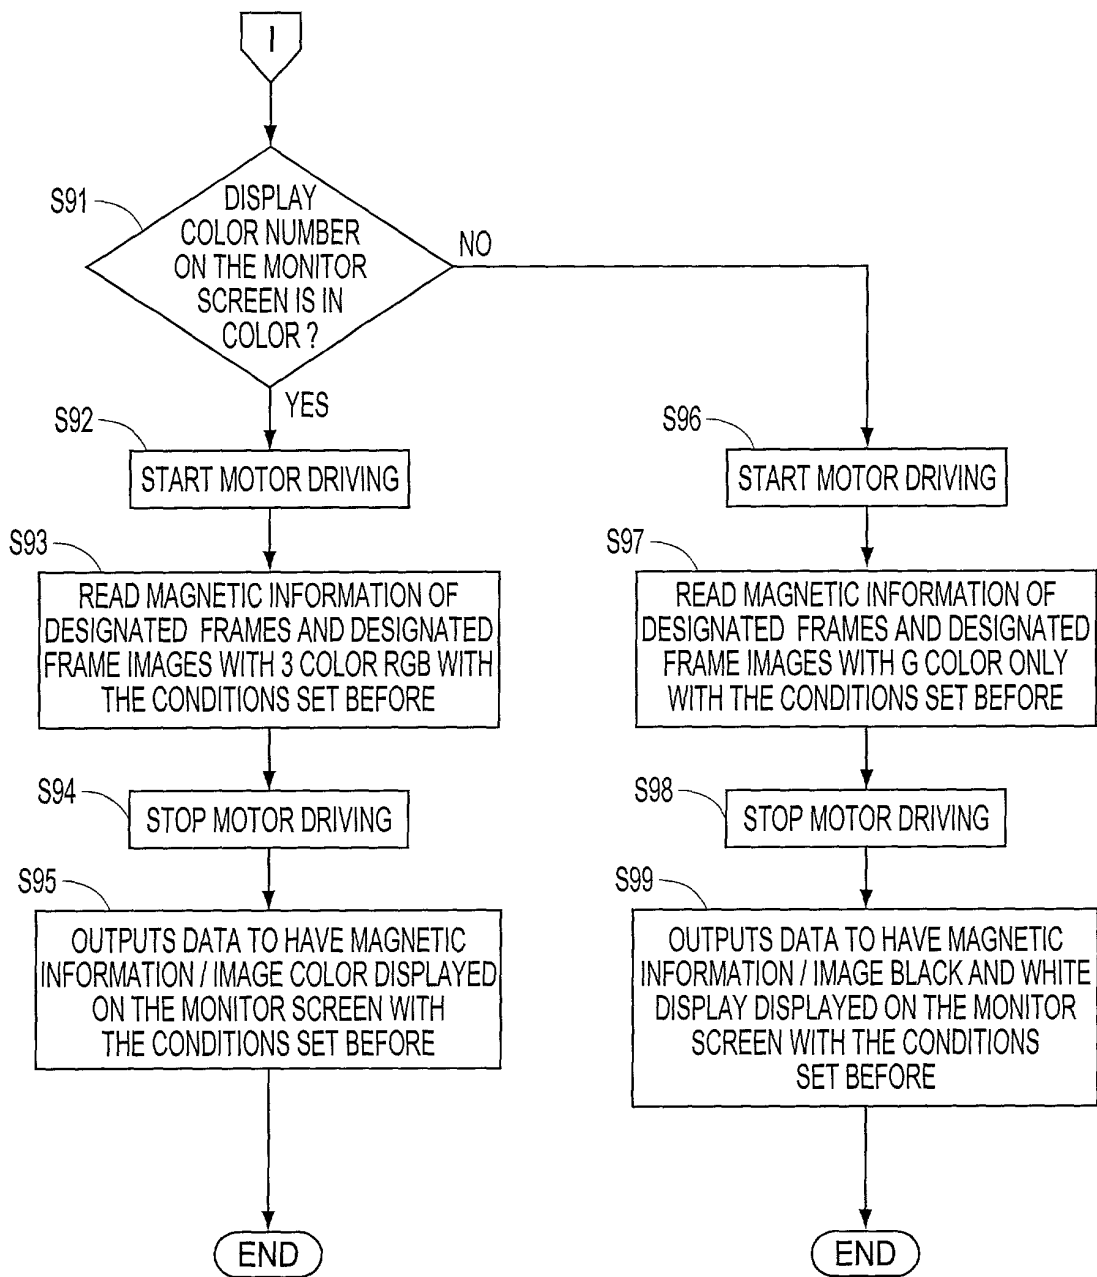 I
S91
DISPLAY
COLOR NUMBER
ON THE MONITOR
SCREEN IS IN
COLOR ?
NO
YES
S92
START MOTOR DRIVING
S93
READ MAGNETIC INFORMATION OF
DESIGNATED FRAMES AND DESIGNATED
FRAME IMAGES WITH 3 COLOR RGB WITH
THE CONDITIONS SET BEFORE
S94
STOP MOTOR DRIVING
S95
OUTPUTS DATA TO HAVE MAGNETIC
INFORMATION / IMAGE COLOR DISPLAYED
ON THE MONITOR SCREEN WITH
THE CONDITIONS SET BEFORE
END
S96
START MOTOR DRIVING
S97
READ MAGNETIC INFORMATION OF
DESIGNATED FRAMES AND DESIGNATED
FRAME IMAGES WITH G COLOR ONLY
WITH THE CONDITIONS SET BEFORE
S98
STOP MOTOR DRIVING
S99
OUTPUTS DATA TO HAVE MAGNETIC
INFORMATION / IMAGE BLACK AND WHITE
DISPLAY DISPLAYED ON THE MONITOR
SCREEN WITH THE CONDITIONS
SET BEFORE
END